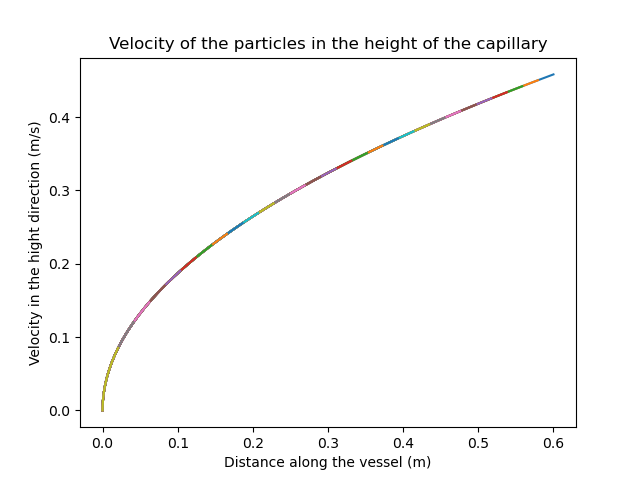 Velocity of the particles in the height of the capillary
Velocity in the hight direction (m/s)
0.4
0.3
0.2
0.1
0.0
0.0 0.1 0.2 0.3 0.4 0.5 0.6
Distance along the vessel (m)